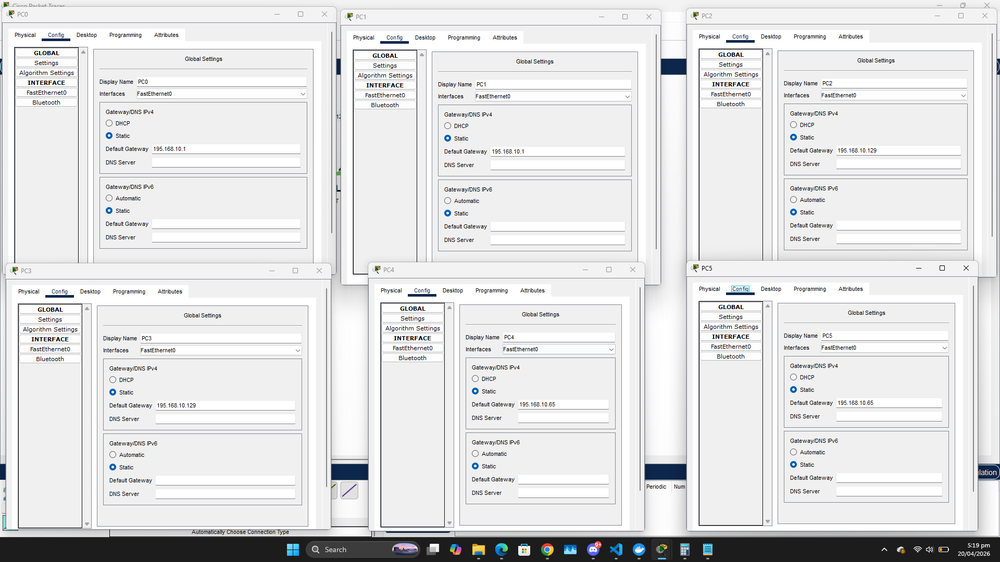 Cisco Packet Tracer
PC0
Physical Config Desktop Programming Attributes
GLOBAL
Settings
Algorithm Settings
INTERFACE
FastEthernet0
Bluetooth
Global Settings
Display Name PC0
Interfaces FastEthernet0
Gateway/DNS IPv4
DHCP
Static
Default Gateway 195.168.10.1
DNS Server
Gateway/DNS IPv6
Automatic
Static
Default Gateway
DNS Server
PC1
Physical Config Desktop Programming Attributes
GLOBAL
Settings
Algorithm Settings
INTERFACE
FastEthernet0
Bluetooth
Global Settings
Display Name PC1
Interfaces FastEthernet0
Gateway/DNS IPv4
DHCP
Static
Default Gateway 195.168.10.1
DNS Server
Gateway/DNS IPv6
Automatic
Static
Default Gateway
DNS Server
PC2
Physical Config Desktop Programming Attributes
GLOBAL
Settings
Algorithm Settings
INTERFACE
FastEthernet0
Bluetooth
Global Settings
Display Name PC2
Interfaces FastEthernet0
Gateway/DNS IPv4
DHCP
Static
Default Gateway 195.168.10.129
DNS Server
Gateway/DNS IPv6
Automatic
Static
Default Gateway
DNS Server
PC3
Physical Config Desktop Programming Attributes
GLOBAL
Settings
Algorithm Settings
INTERFACE
FastEthernet0
Bluetooth
Global Settings
Display Name PC3
Interfaces FastEthernet0
Gateway/DNS IPv4
DHCP
Static
Default Gateway 195.168.10.129
DNS Server
Gateway/DNS IPv6
Automatic
Static
Default Gateway
DNS Server
PC4
Physical Config Desktop Programming Attributes
GLOBAL
Settings
Algorithm Settings
INTERFACE
FastEthernet0
Bluetooth
Global Settings
Display Name PC4
Interfaces FastEthernet0
Gateway/DNS IPv4
DHCP
Static
Default Gateway 195.168.10.65
DNS Server
Gateway/DNS IPv6
Automatic
Static
Default Gateway
DNS Server
PC5
Physical Config Desktop Programming Attributes
GLOBAL
Settings
Algorithm Settings
INTERFACE
FastEthernet0
Bluetooth
Global Settings
Display Name PC5
Interfaces FastEthernet0
Gateway/DNS IPv4
DHCP
Static
Default Gateway 195.168.10.65
DNS Server
Gateway/DNS IPv6
Automatic
Static
Default Gateway
DNS Server
Periodic Num
Automatically Choose Connection Type
Search
9+
5:19 pm
20/04/2026